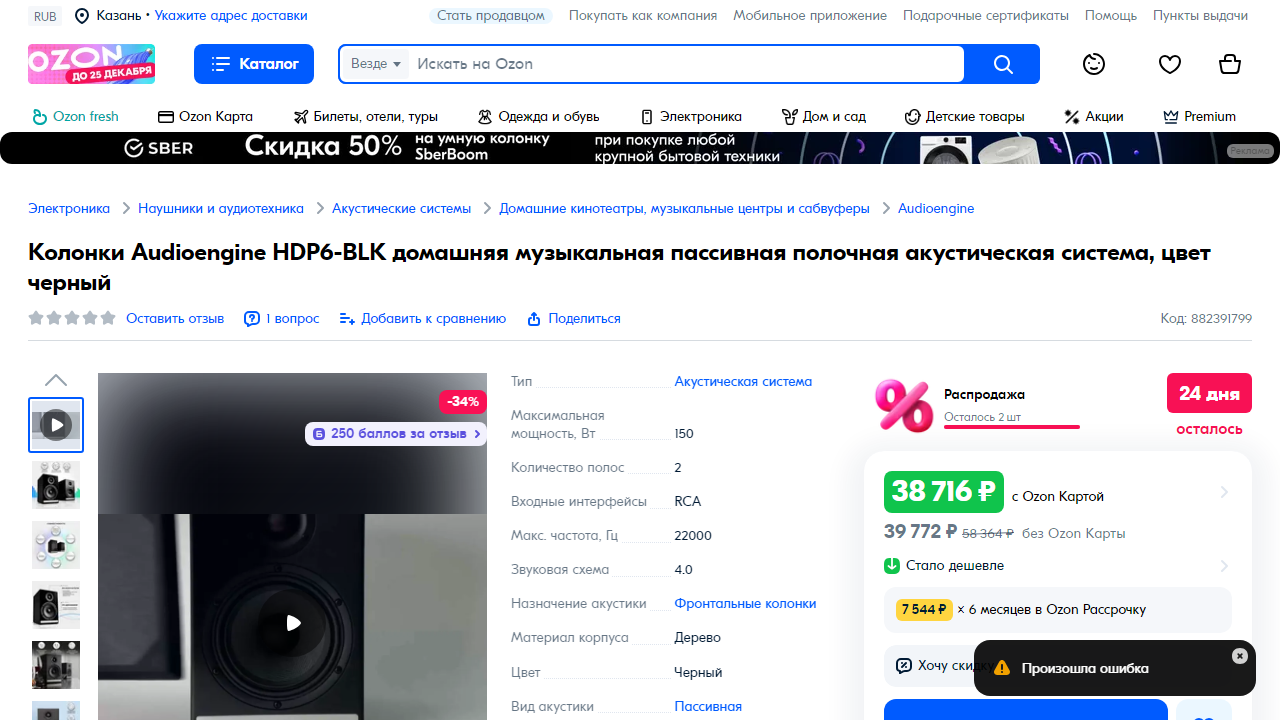 RUB
Казань • Укажите адрес доставки
Стать продавцом
Покупать как компания
Мобильное приложение
Подарочные сертификаты
Помощь
Пункты выдачи
OZON
ДО 25 ДЕКАБРЯ
Каталог
Везде
Искать на Ozon
Ozon fresh
Ozon Карта
Билеты, отели, туры
Одежда и обувь
Электроника
Дом и сад
Детские товары
Акции
Premium
SBER
Скидка 50%
на умную колонку
SberBoom
при покупке любой
крупной бытовой техники
Реклама
Электроника
Наушники и аудиотехника
Акустические системы
Домашние кинотеатры, музыкальные центры и сабвуферы
Audioengine
Колонки Audioengine HDP6-BLK домашняя музыкальная пассивная полочная акустическая система, цвет
черный
Оставить отзыв
1 вопрос
Добавить к сравнению
Поделиться
Код: 882391799
-34%
250 баллов за отзыв
Тип
Акустическая система
Максимальная
мощность, Вт
150
Количество полос
2
Входные интерфейсы
RCA
Макс. частота, Гц
22000
Звуковая схема
4.0
Назначение акустики
Фронтальные колонки
Материал корпуса
Дерево
Цвет
Черный
Вид акустики
Пассивная
Распродажа
Осталось 2 шт
24 дня
осталось
38 716 ₽
с Ozon Картой
39 772 ₽ 58 364 ₽ без Ozon Карты
Стало дешевле
7 544 ₽ × 6 месяцев в Ozon Рассрочку
Хочу скидку
Произошла ошибка